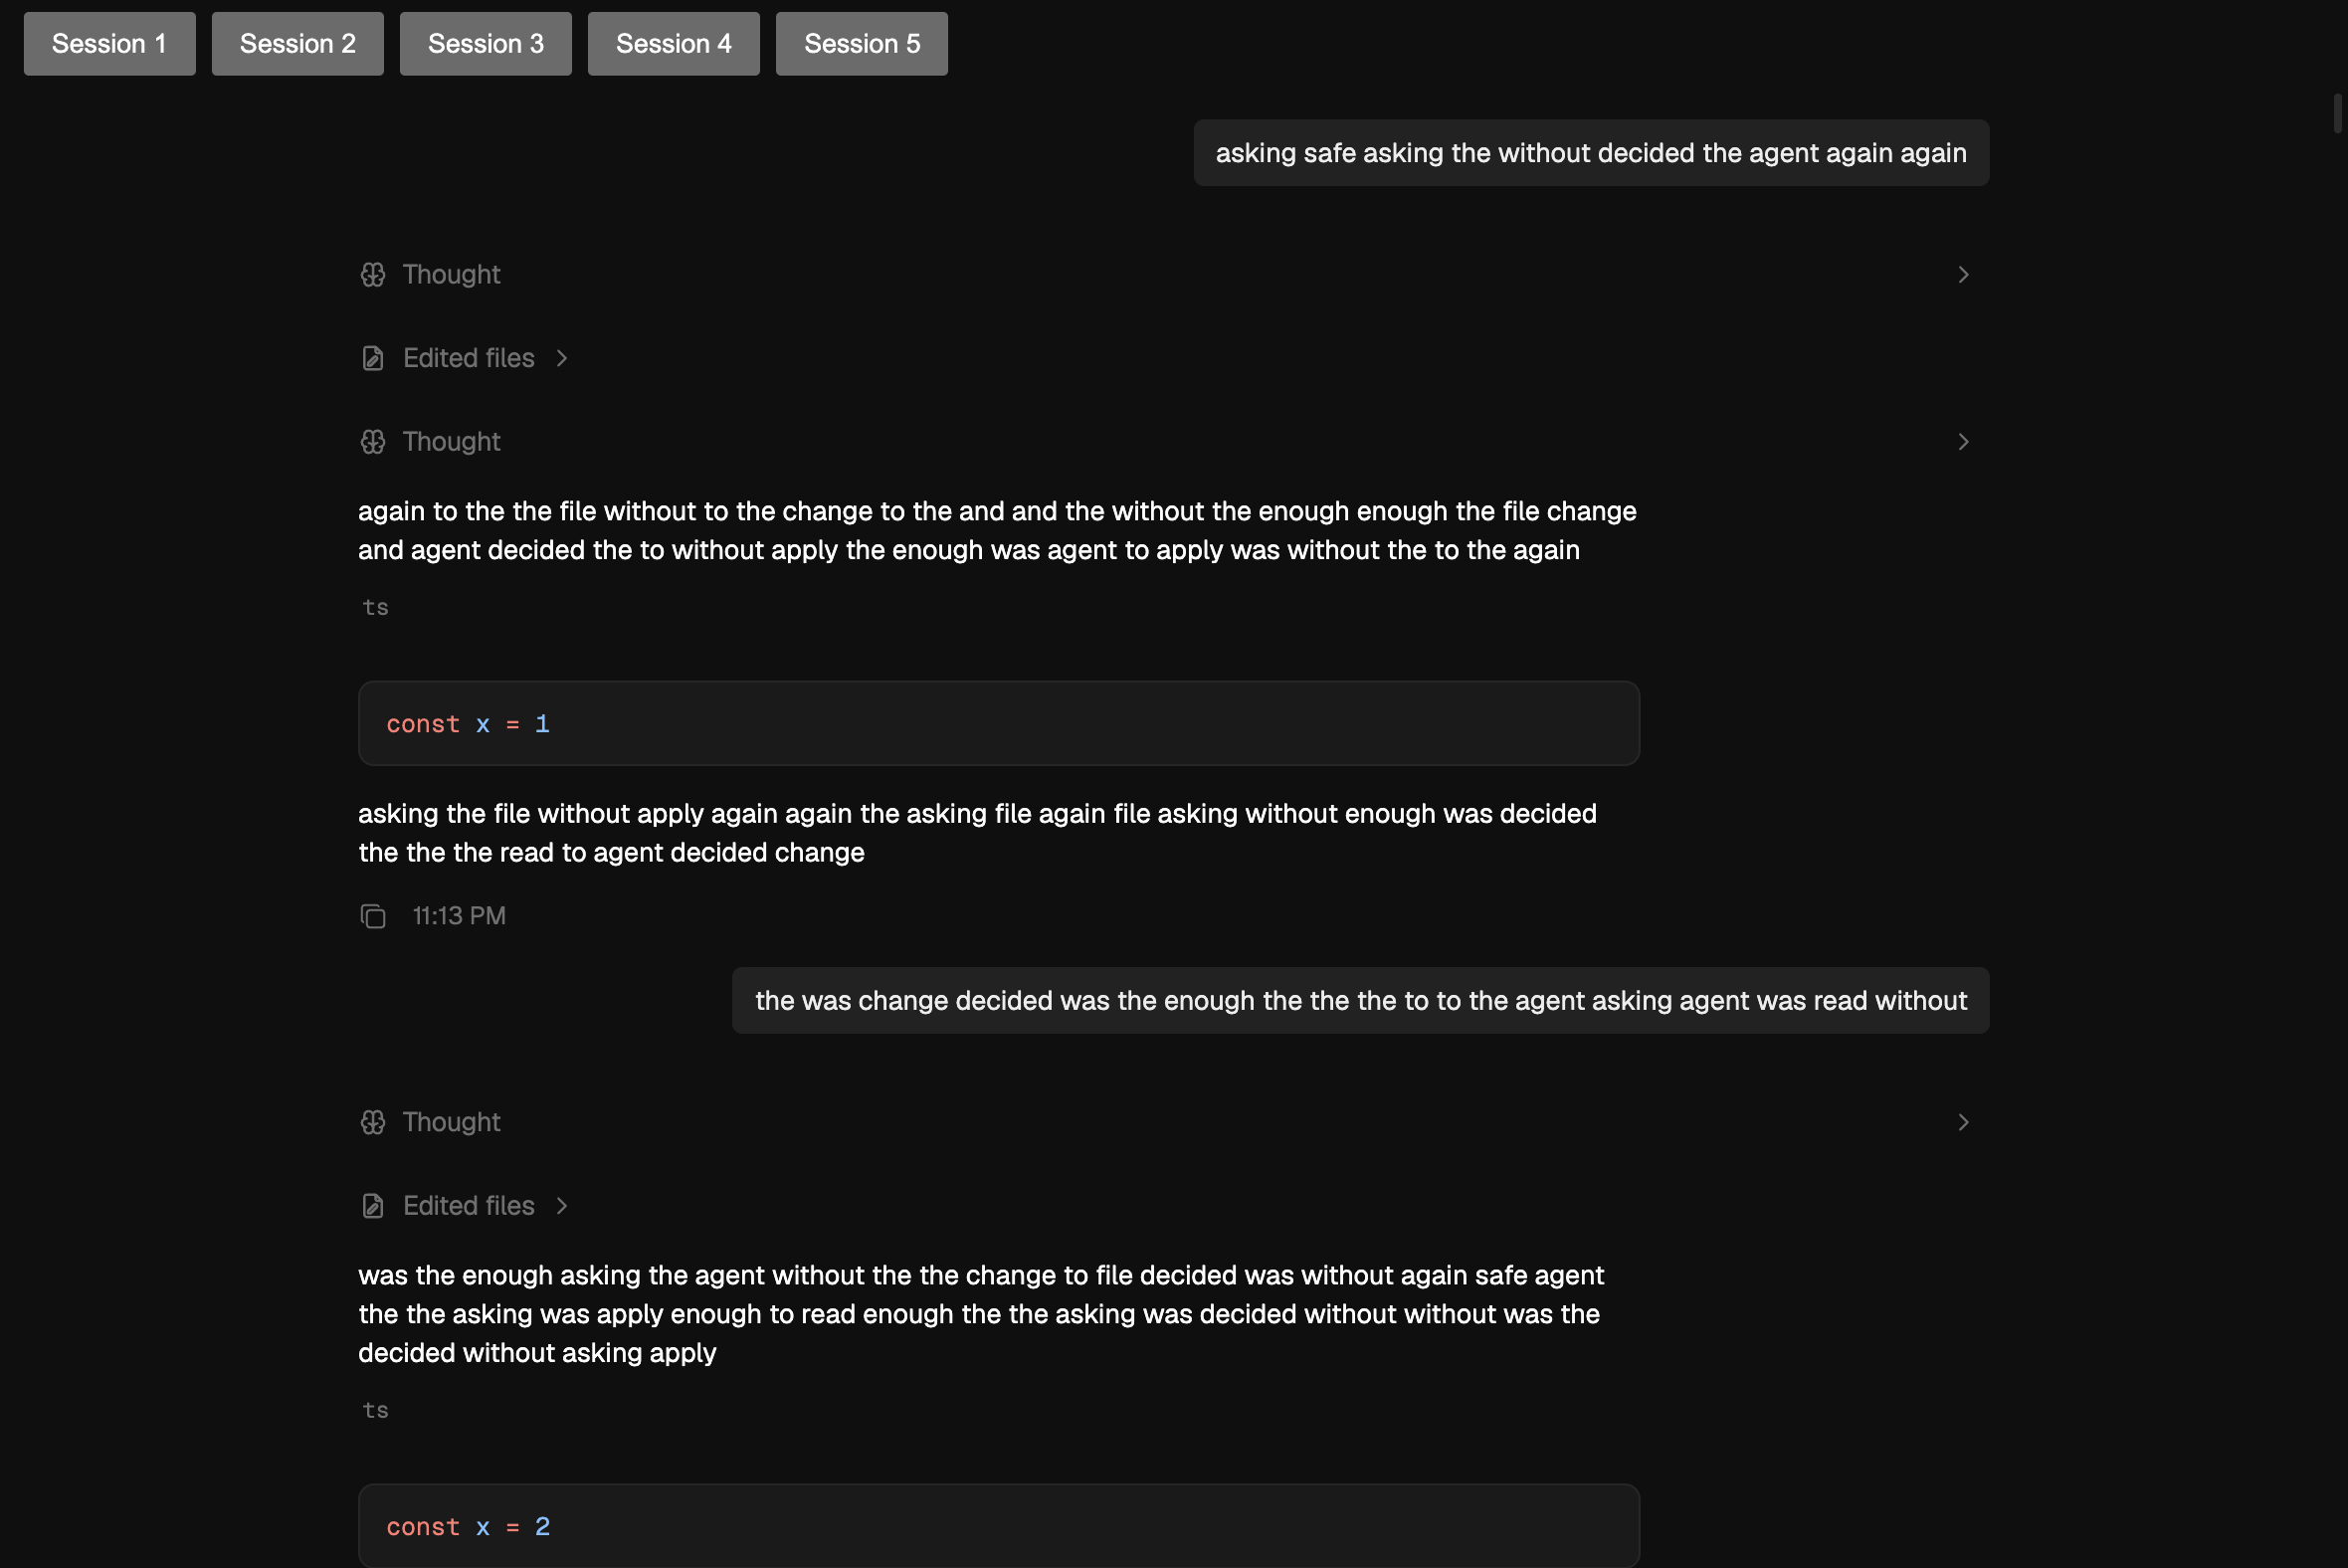 Session 1 Session 2 Session 3 Session 4 Session 5
asking safe asking the without decided the agent again again
Thought
Edited files
Thought
again to the the file without to the change to the and and the without the enough enough the file change
and agent decided the to without apply the enough was agent to apply was without the to the again
ts
const x = 1
asking the file without apply again again the asking file again file asking without enough was decided
the the the read to agent decided change
11:13 PM
the was change decided was the enough the the the to to the agent asking agent was read without
Thought
Edited files
was the enough asking the agent without the the change to file decided was without again safe agent
the the asking was apply enough to read enough the the asking was decided without without was the
decided without asking apply
ts
const x = 2